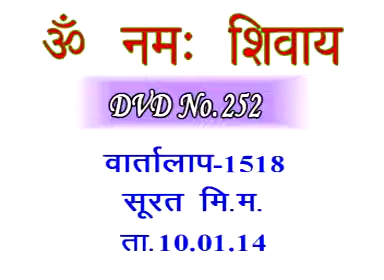 ॐ नमः शिवाय
DVD No.252
वार्तालाप-1518
सूरत मि.म.
ता.10.01.14